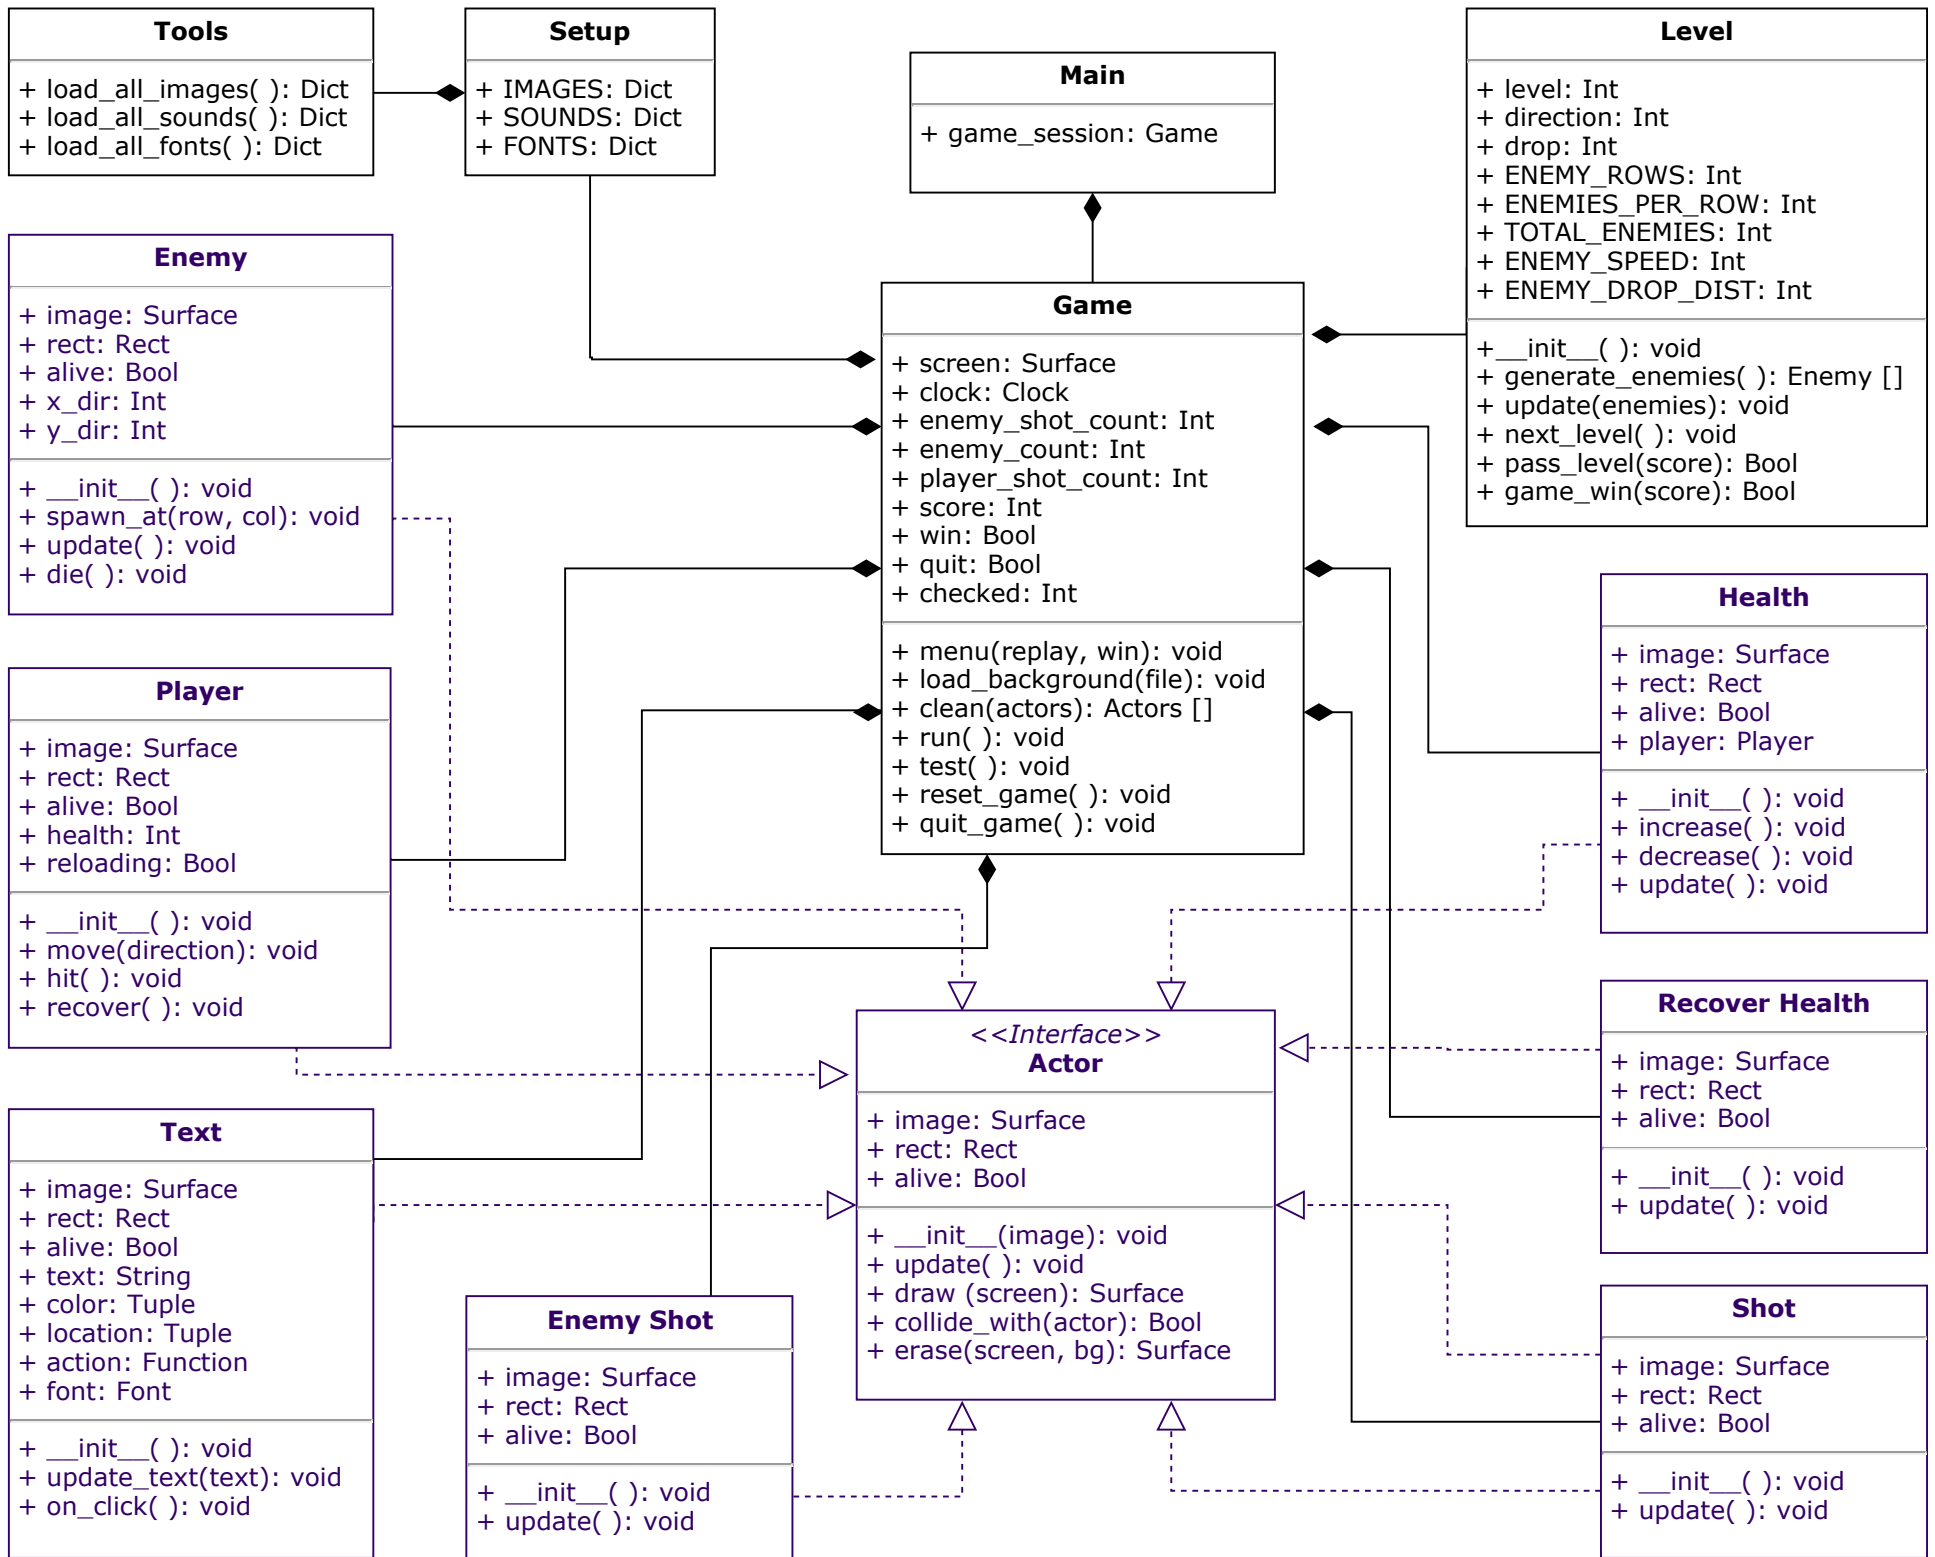 Tools
+ load_all_images( ): Dict
+ load_all_sounds( ): Dict
+ load_all_fonts( ): Dict
Setup
+ IMAGES: Dict
+ SOUNDS: Dict
+ FONTS: Dict
Main
+ game_session: Game
Level
+ level: Int
+ direction: Int
+ drop: Int
+ ENEMY_ROWS: Int
+ ENEMIES_PER_ROW: Int
+ TOTAL_ENEMIES: Int
+ ENEMY_SPEED: Int
+ ENEMY_DROP_DIST: Int
+__init__( ): void
+ generate_enemies( ): Enemy []
+ update(enemies): void
+ next_level( ): void
+ pass_level(score): Bool
+ game_win(score): Bool
Enemy
+ image: Surface
+ rect: Rect
+ alive: Bool
+ x_dir: Int
+ y_dir: Int
+ __init__( ): void
+ spawn_at(row, col): void
+ update( ): void
+ die( ): void
Game
+ screen: Surface
+ clock: Clock
+ enemy_shot_count: Int
+ enemy_count: Int
+ player_shot_count: Int
+ score: Int
+ win: Bool
+ quit: Bool
+ checked: Int
+ menu(replay, win): void
+ load_background(file): void
+ clean(actors): Actors []
+ run( ): void
+ test( ): void
+ reset_game( ): void
+ quit_game( ): void
Health
+ image: Surface
+ rect: Rect
+ alive: Bool
+ player: Player
+ __init__( ): void
+ increase( ): void
+ decrease( ): void
+ update( ): void
Player
+ image: Surface
+ rect: Rect
+ alive: Bool
+ health: Int
+ reloading: Bool
+ __init__( ): void
+ move(direction): void
+ hit( ): void
+ recover( ): void
<<Interface>>
Actor
+ image: Surface
+ rect: Rect
+ alive: Bool
+ __init__(image): void
+ update( ): void
+ draw (screen): Surface
+ collide_with(actor): Bool
+ erase(screen, bg): Surface
Recover Health
+ image: Surface
+ rect: Rect
+ alive: Bool
+ __init__( ): void
+ update( ): void
Text
+ image: Surface
+ rect: Rect
+ alive: Bool
+ text: String
+ color: Tuple
+ location: Tuple
+ action: Function
+ font: Font
+ __init__( ): void
+ update_text(text): void
+ on_click( ): void
Enemy Shot
+ image: Surface
+ rect: Rect
+ alive: Bool
+ __init__( ): void
+ update( ): void
Shot
+ image: Surface
+ rect: Rect
+ alive: Bool
+ __init__( ): void
+ update( ): void